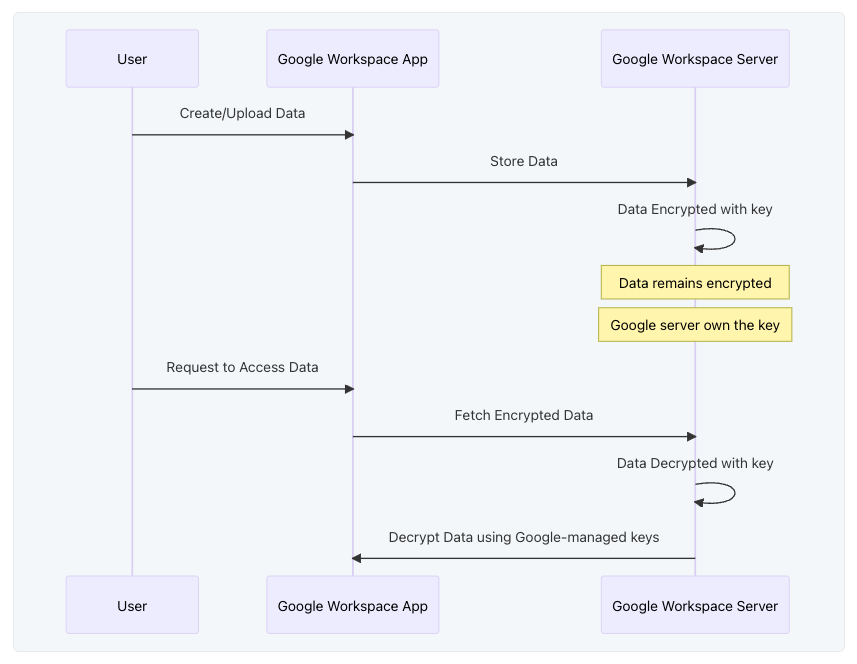 User
Google Workspace App
Google Workspace Server
Create/Upload Data
Store Data
Data Encrypted with key
Data remains encrypted
Google server own the key
Request to Access Data
Fetch Encrypted Data
Data Decrypted with key
Decrypt Data using Google-managed keys
User
Google Workspace App
Google Workspace Server